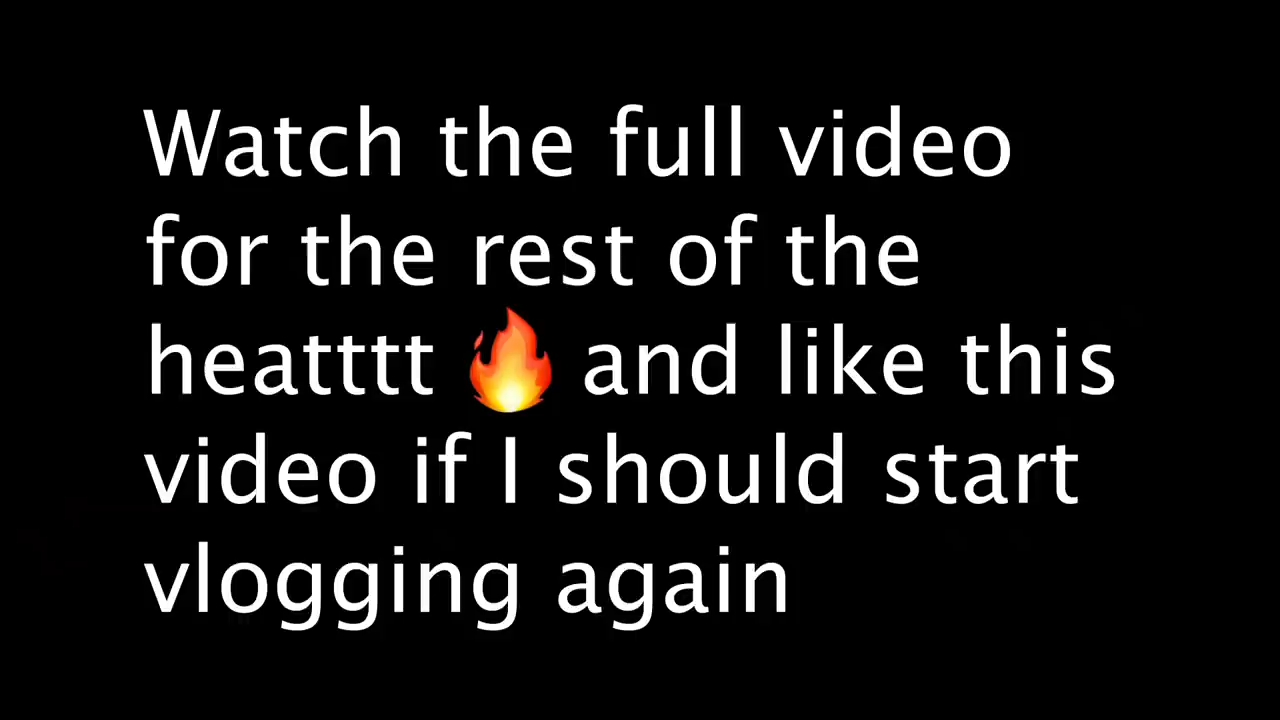 Watch the full video
for the rest of the
heatttt 🔥 and like this
video if I should start
vlogging again